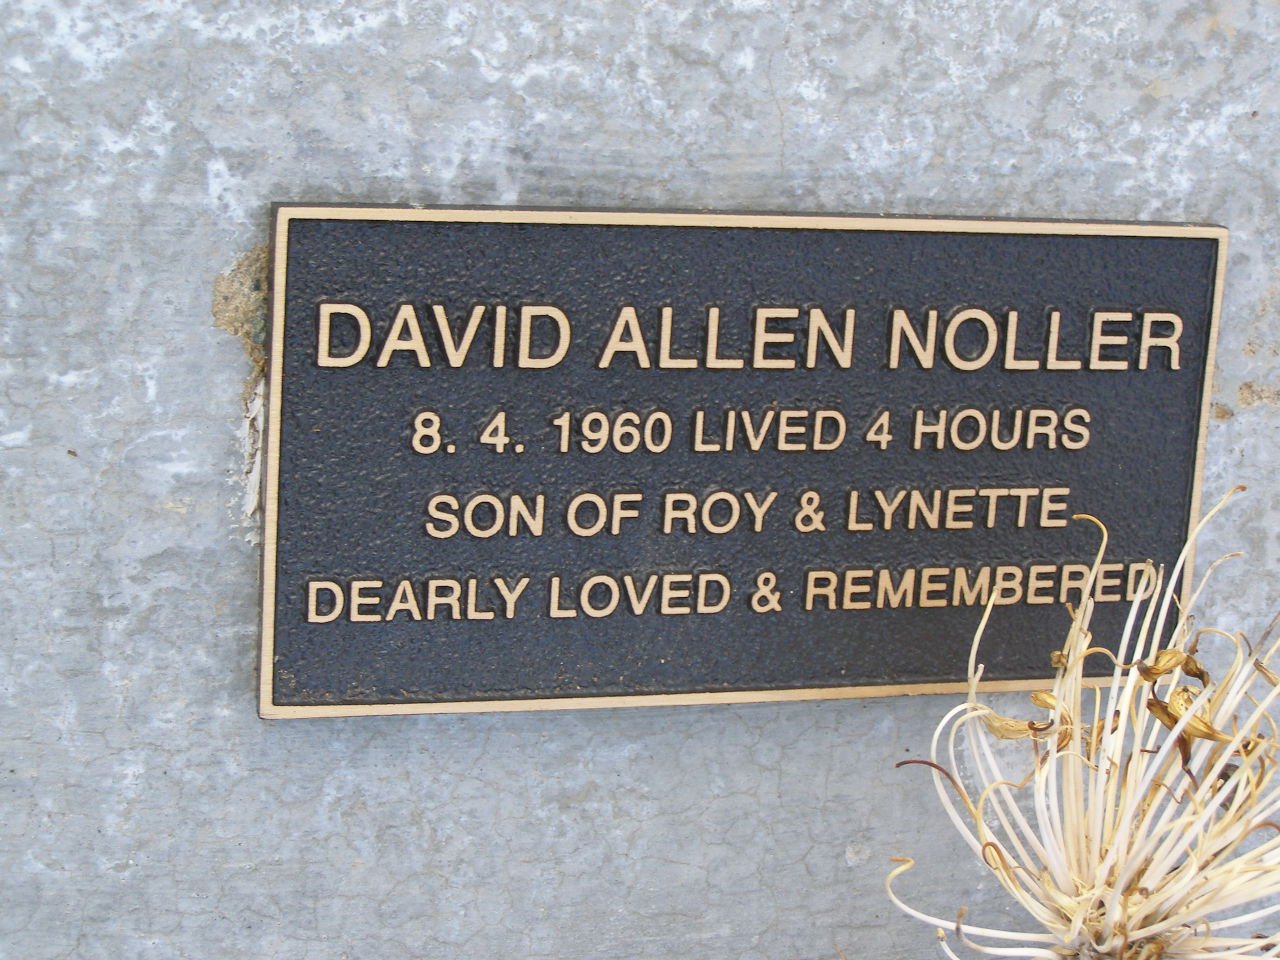 DAVID ALLEN NOLLER
8. 4. 1960 LIVED 4 HOURS
SON OF ROY & LYNETTE
DEARLY LOVED & REMEMBERED